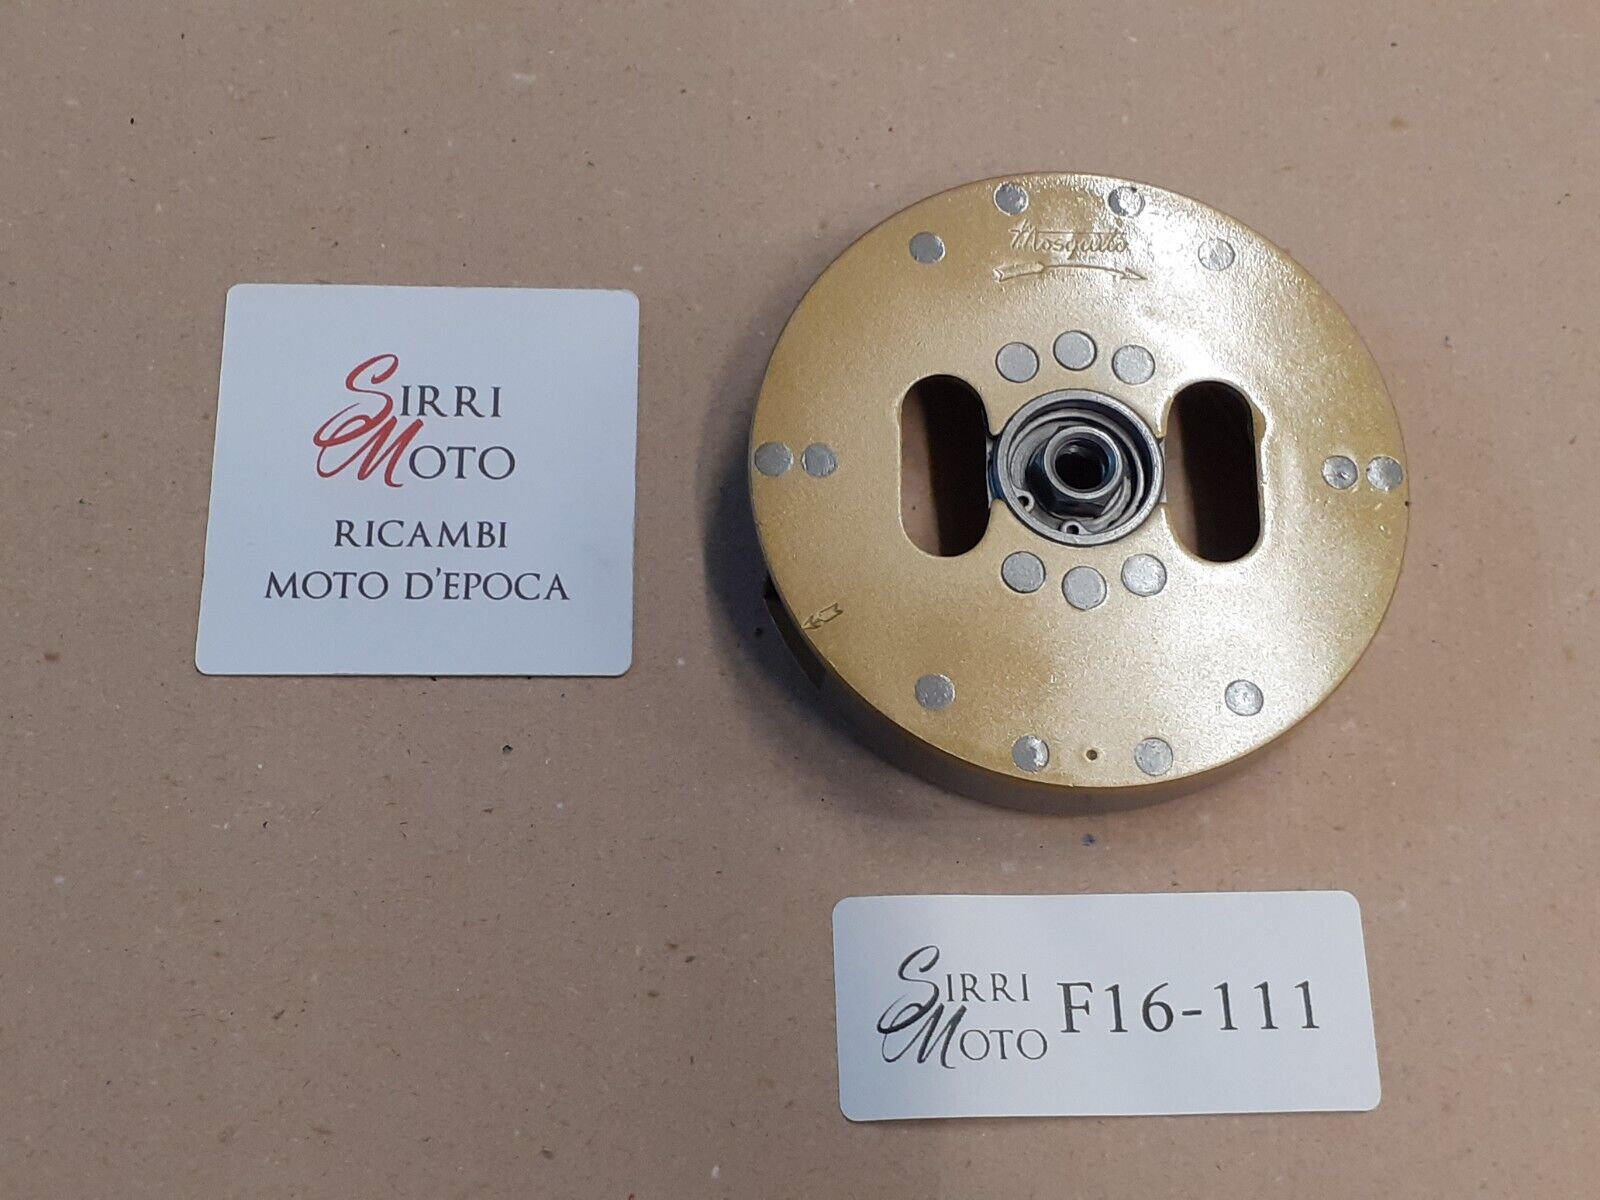 SIRRI
MOTO
RICAMBI
MOTO D'EPOCA
Mosquito
SIRRI
MOTO
F16-111